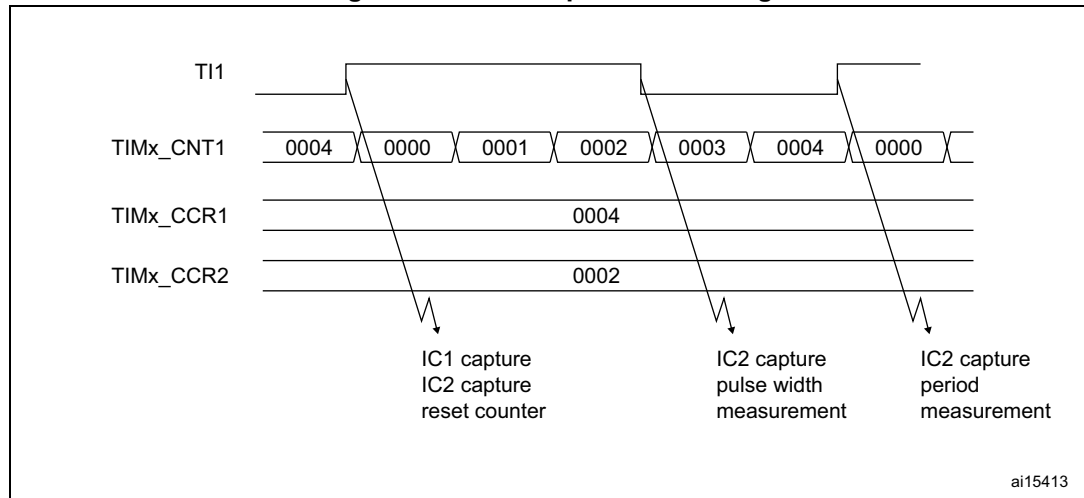 TI1
TIMx_CNT1 0004 0000 0001 0002 0003 0004 0000
TIMx_CCR1 0004
TIMx_CCR2 0002
IC1 capture
IC2 capture
reset counter
IC2 capture
pulse width
measurement
IC2 capture
period
measurement
ai15413